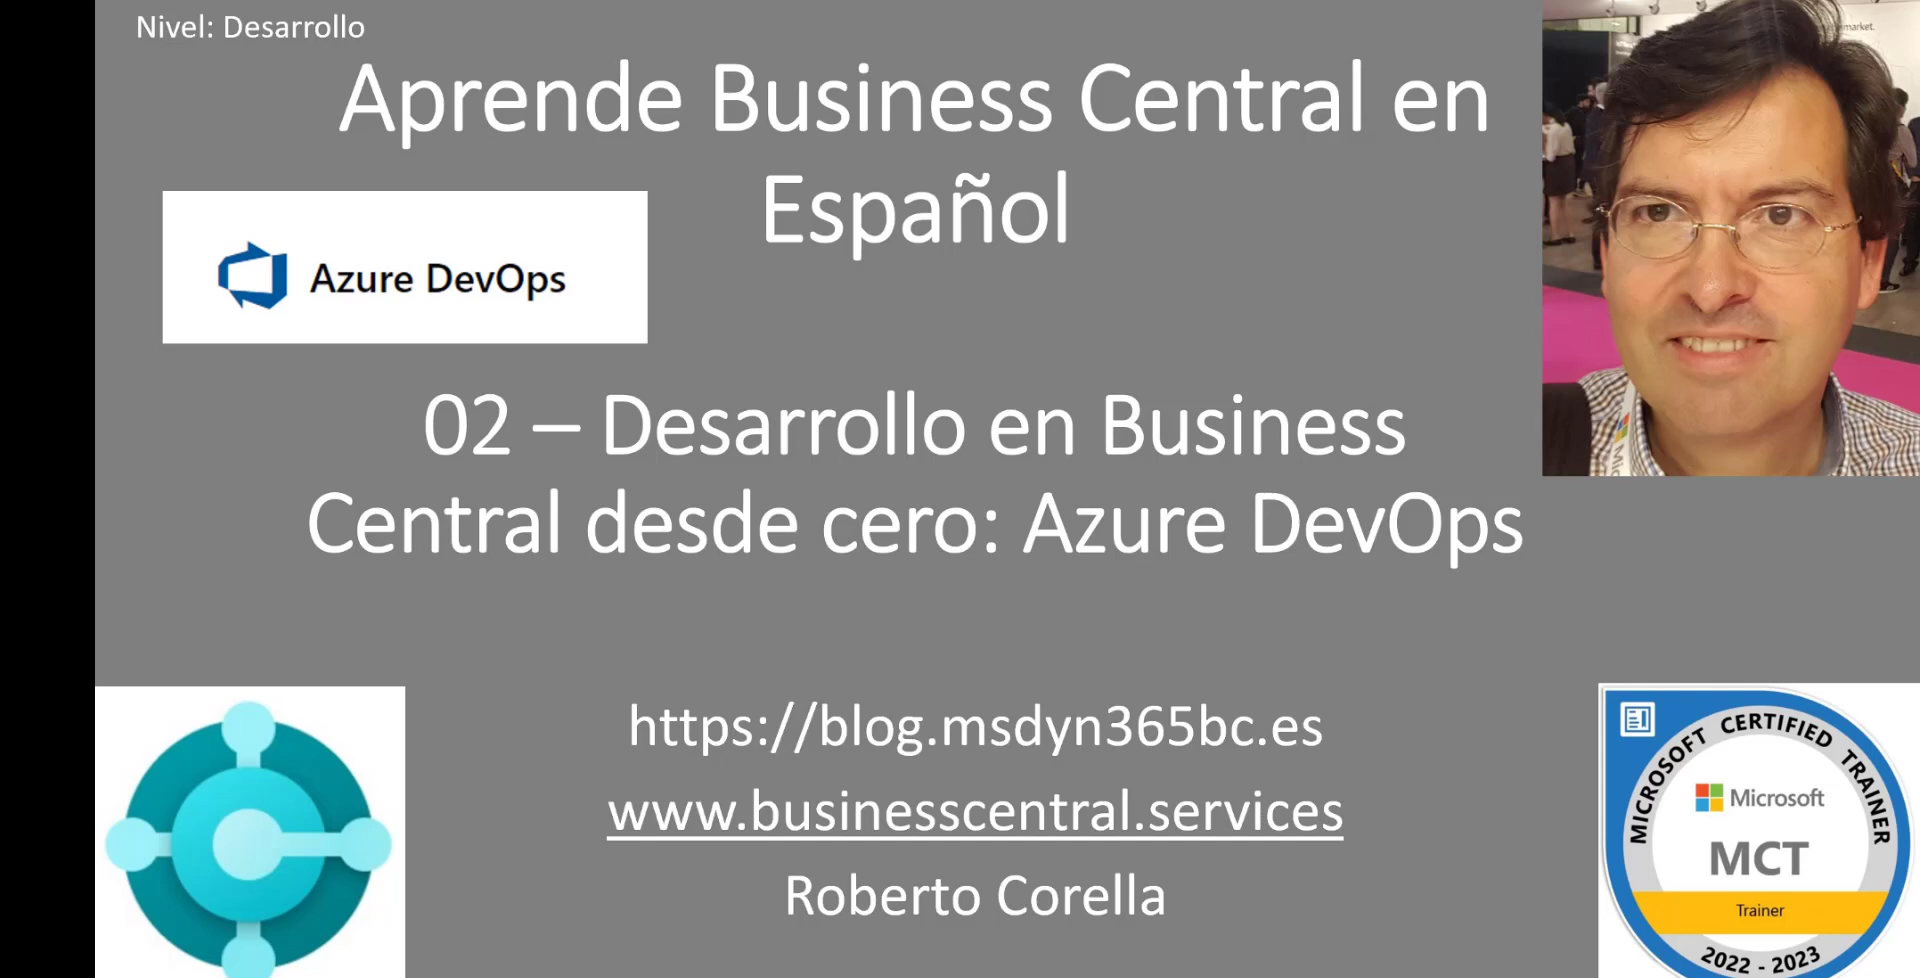 Nivel: Desarrollo
Aprende Business Central en
Español
Azure DevOps
02 – Desarrollo en Business
Central desde cero: Azure DevOps
https://blog.msdyn365bc.es
www.businesscentral.services
Roberto Corella
MICROSOFT CERTIFIED TRAINER
Microsoft
MCT
Trainer
2022 - 2023